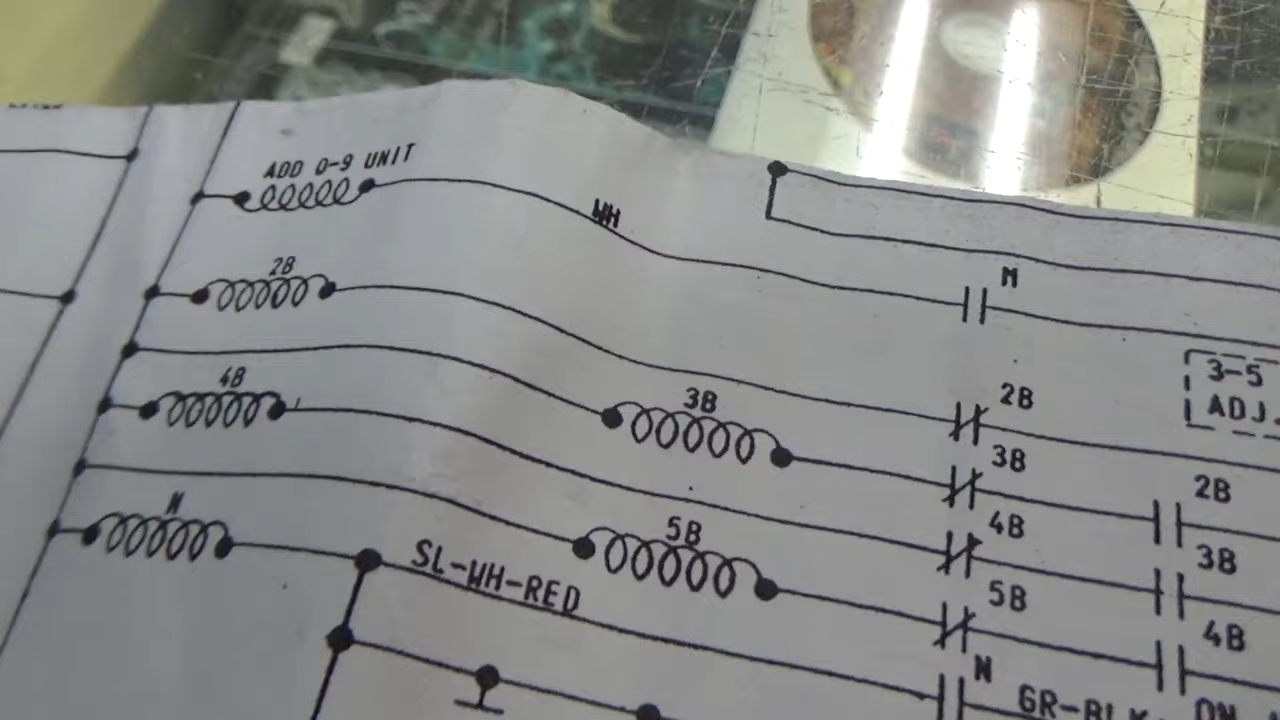 ADD 0-9 UNIT
WH
M
2B
3-5
ADJ.
4B
3B
2B
3B
2B
N
5B
4B
3B
SL-WH-RED
5B
4B
N
GR-BLK